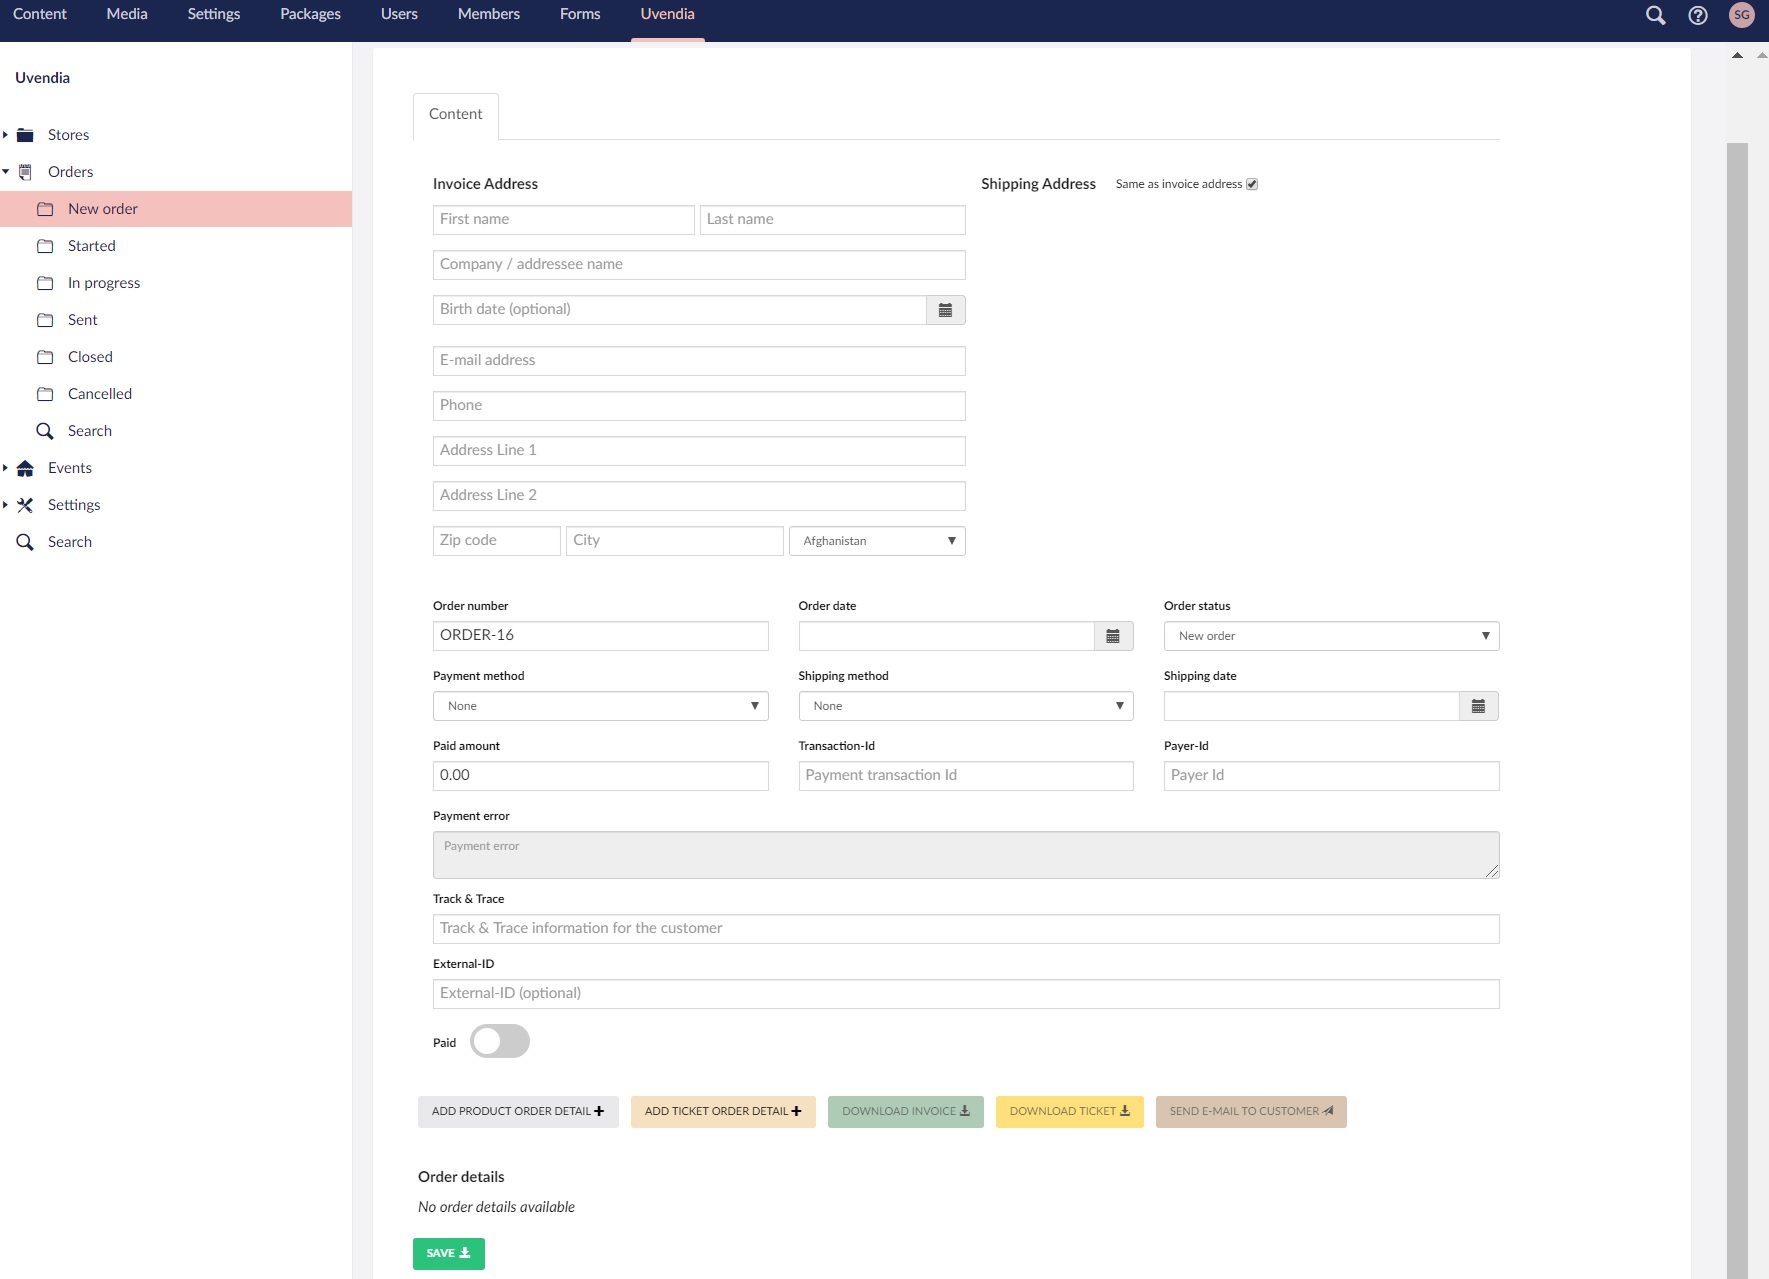 Content Media Settings Packages Users Members Forms Uvendia SG
Uvendia
Stores
Orders
New order
Started
In progress
Sent
Closed
Cancelled
Search
Events
Settings
Search
Content
Invoice Address
First name Last name
Company / addressee name
Birth date (optional)
E-mail address
Phone
Address Line 1
Address Line 2
Zip code City Afghanistan
Shipping Address Same as invoice address
Order number Order date Order status
ORDER-16 New order
Payment method Shipping method Shipping date
None None
Paid amount Transaction-Id Payer-Id
0.00 Payment transaction Id Payer Id
Payment error
Payment error
Track & Trace
Track & Trace information for the customer
External-ID
External-ID (optional)
Paid
ADD PRODUCT ORDER DETAIL ADD TICKET ORDER DETAIL DOWNLOAD INVOICE DOWNLOAD TICKET SEND E-MAIL TO CUSTOMER
Order details
No order details available
SAVE